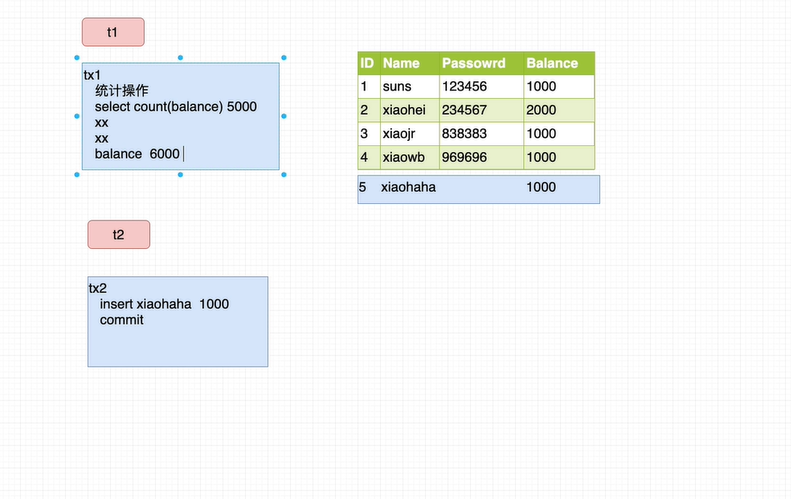 t1
tx1
统计操作
select count(balance) 5000
xx
xx
balance  6000
t2
tx2
insert xiaohaha  1000
commit
ID Name Passowrd Balance
1 suns 123456 1000
2 xiaohei 234567 2000
3 xiaojr 838383 1000
4 xiaowb 969696 1000
5 xiaohaha 1000